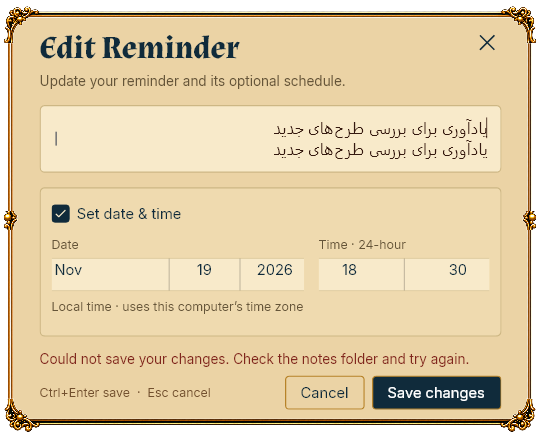 Edit Reminder
Update your reminder and its optional schedule.
یادآوری برای بررسی طرح‌های جدید
یادآوری برای بررسی طرح‌های جدید
Set date & time
Date
Time · 24-hour
Nov 19 2026 18 30
Local time · uses this computer’s time zone
Could not save your changes. Check the notes folder and try again.
Ctrl+Enter save · Esc cancel
Cancel
Save changes